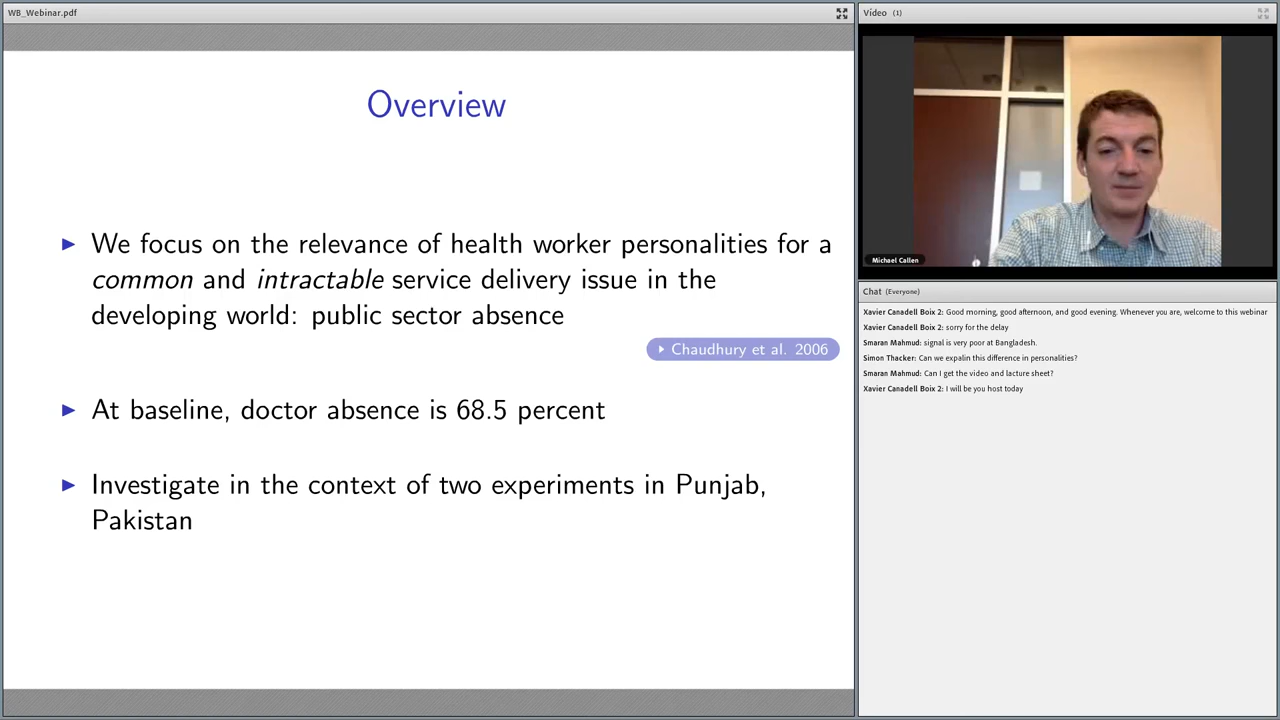 WB_Webinar.pdf
Overview
► We focus on the relevance of health worker personalities for a
common and intractable service delivery issue in the
developing world: public sector absence
Chaudhury et al. 2006
► At baseline, doctor absence is 68.5 percent
► Investigate in the context of two experiments in Punjab,
Pakistan
Vídeo (1)
Michael Callen
Chat (Everyone)
Xavier Canadell Boix 2: Good morning, good afternoon, and good evening. Whenever you are, welcome to this webinar
Xavier Canadell Boix 2: sorry for the delay
Smaran Mahmud: signal is very poor at Bangladesh.
Simon Thacker: Can we expalin this difference in personalities?
Smaran Mahmud: Can I get the video and lacture sheet?
Xavier Canadell Boix 2: I will be you host today